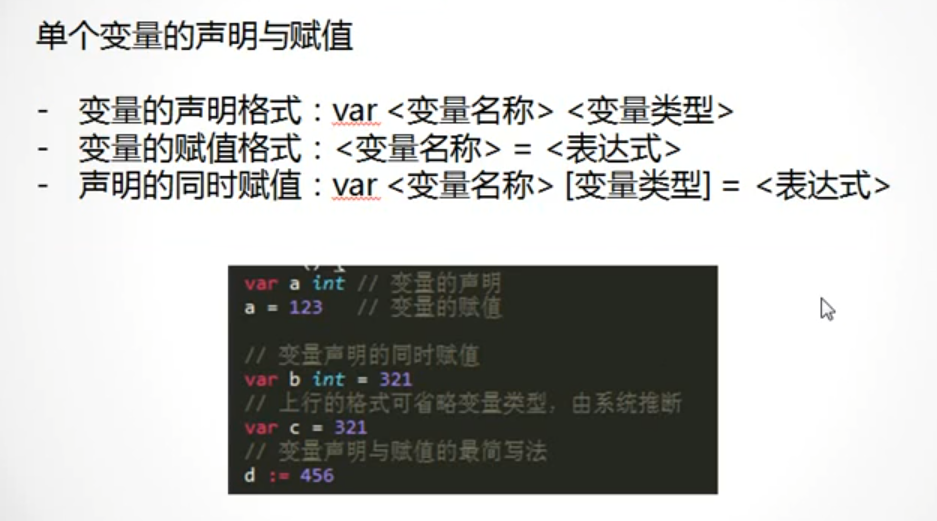 单个变量的声明与赋值
- 变量的声明格式：var <变量名称> <变量类型>
- 变量的赋值格式：<变量名称> = <表达式>
- 声明的同时赋值：var <变量名称> [变量类型] = <表达式>
var a int // 变量的声明
a = 123 // 变量的赋值
// 变量声明的同时赋值
var b int = 321
// 上行的格式可省略变量类型，由系统推断
var c = 321
// 变量声明与赋值的最简写法
d := 456